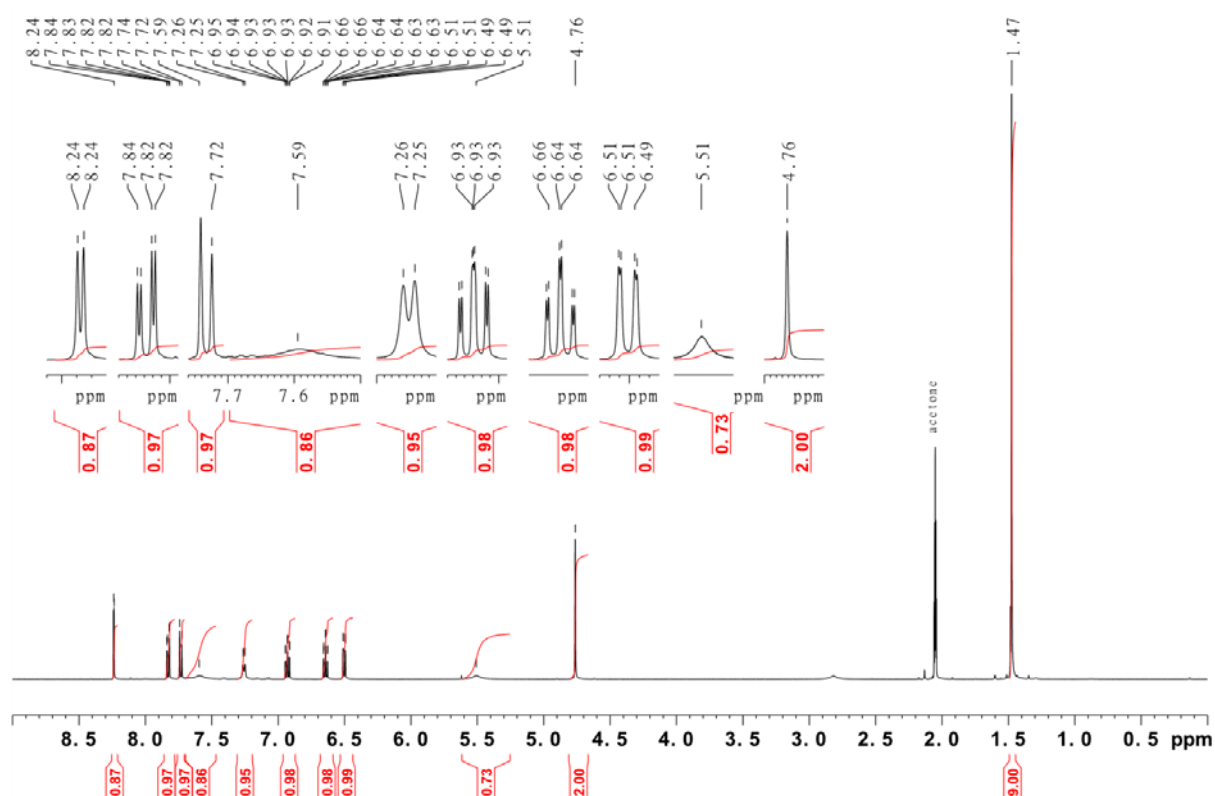 8.24 7.84 7.83 7.82 7.82 7.74 7.72 7.59 7.26 7.25 6.95 6.94 6.93 6.93 6.93 6.92 6.91 6.66 6.66 6.64 6.64 6.63 6.63 6.51 6.51 6.49 6.49 5.51 4.76 1.47
8.24 8.24 7.84 7.82 7.82 7.72 7.59 7.26 7.25 6.93 6.93 6.93 6.66 6.64 6.64 6.51 6.51 6.49 5.51 4.76
ppm ppm 7.7 7.6 ppm ppm ppm ppm ppm ppm ppm
0.87 0.97 0.97 0.86 0.95 0.98 0.98 0.99 0.73 2.00
acetone
8.5 8.0 7.5 7.0 6.5 6.0 5.5 5.0 4.5 4.0 3.5 3.0 2.5 2.0 1.5 1.0 0.5 ppm
0.87 0.97 0.97 0.86 0.95 0.98 0.98 0.99 0.73 2.00 9.00